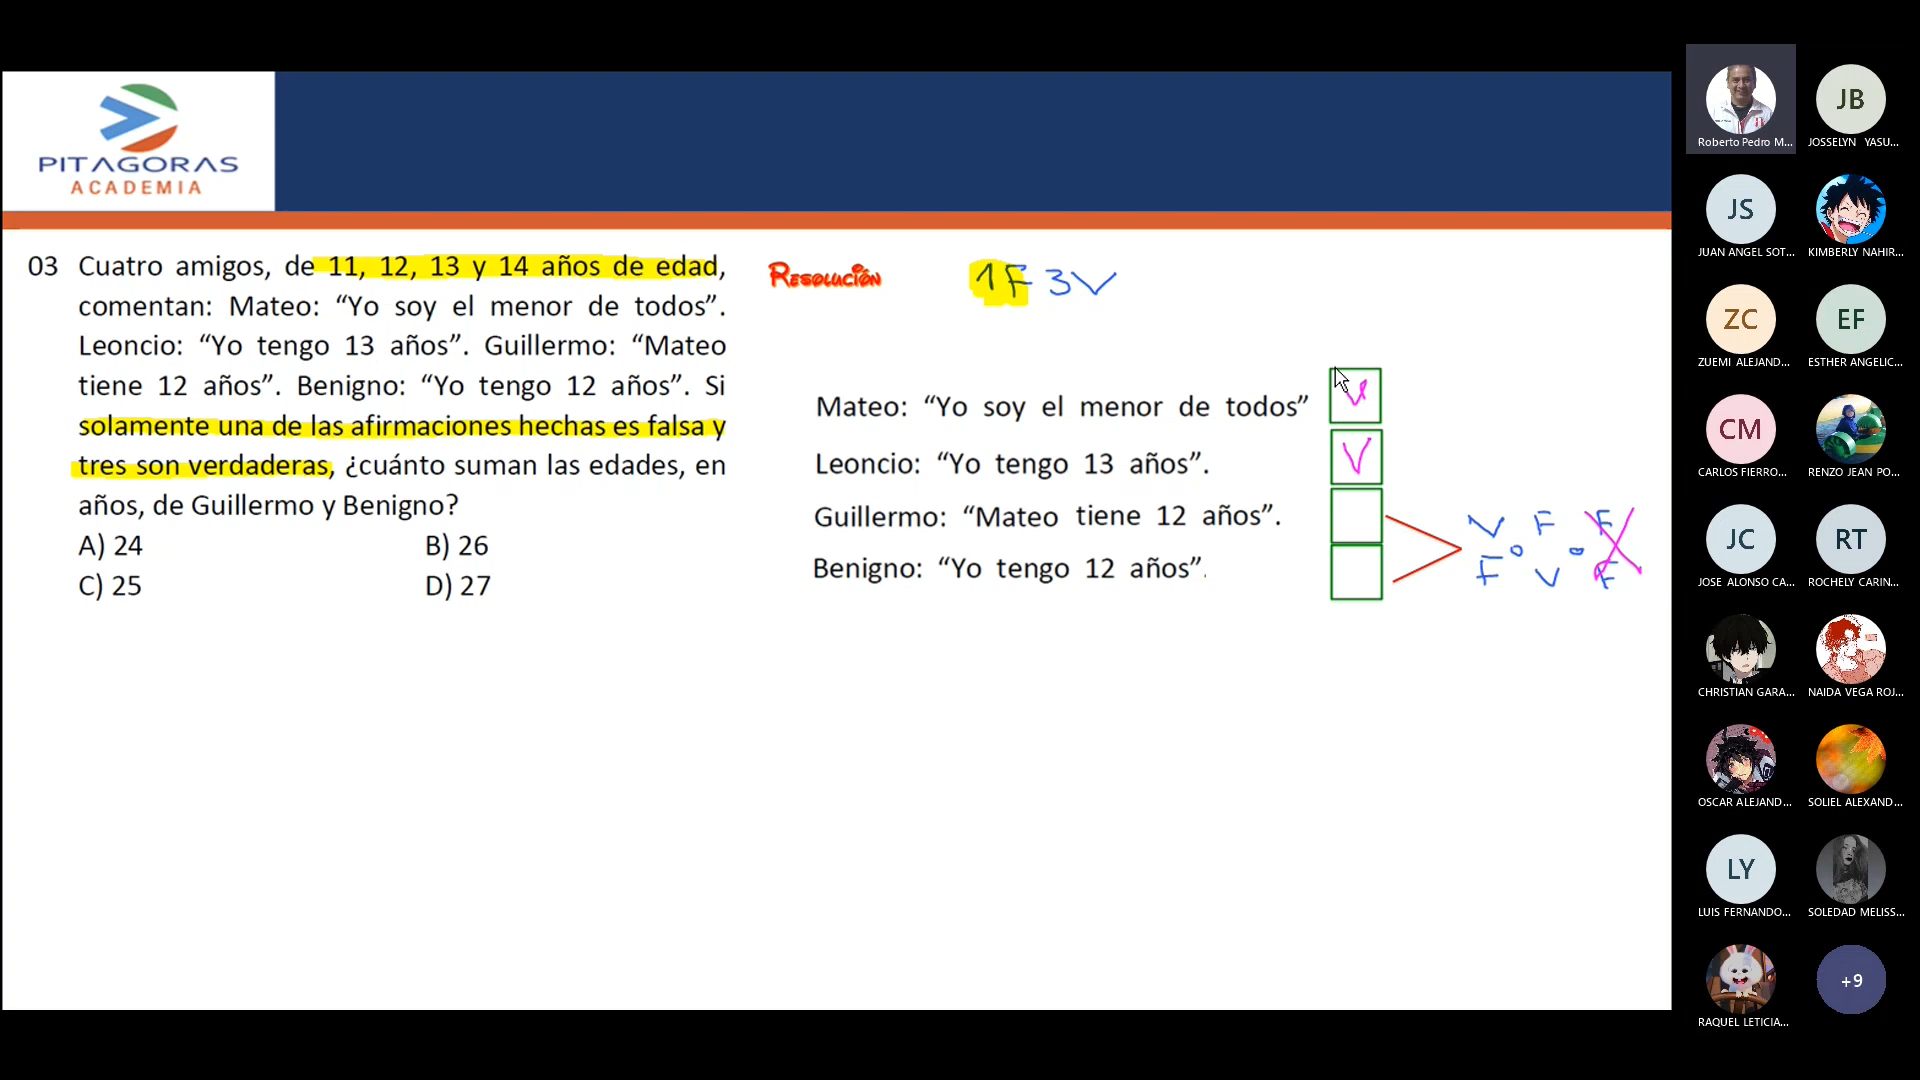 PITAGORAS
ACADEMIA
03 Cuatro amigos, de 11, 12, 13 y 14 años de edad,
comentan: Mateo: “Yo soy el menor de todos”.
Leoncio: “Yo tengo 13 años”. Guillermo: “Mateo
tiene 12 años”. Benigno: “Yo tengo 12 años”. Si
solamente una de las afirmaciones hechas es falsa y
tres son verdaderas, ¿cuánto suman las edades, en
años, de Guillermo y Benigno?
A) 24 B) 26
C) 25 D) 27
RESOLUCIÓN 1F 3V
Mateo: “Yo soy el menor de todos” V
Leoncio: “Yo tengo 13 años”. V
Guillermo: “Mateo tiene 12 años”.
Benigno: “Yo tengo 12 años”.
V F F
o o
F V F
Roberto Pedro M...
JB
JOSSELYN YASU...
JS
JUAN ANGEL SOT...
KIMBERLY NAHIR...
ZC
ZUEMI ALEJAND...
EF
ESTHER ANGELIC...
CM
CARLOS FIERRO...
RENZO JEAN PO...
JC
JOSE ALONSO CA...
RT
ROCHELY CARIN...
CHRISTIAN GARA...
NAIDA VEGA ROJ...
OSCAR ALEJAND...
SOLIEL ALEXAND...
LY
LUIS FERNANDO...
SOLEDAD MELISS...
RAQUEL LETICIA...
+9